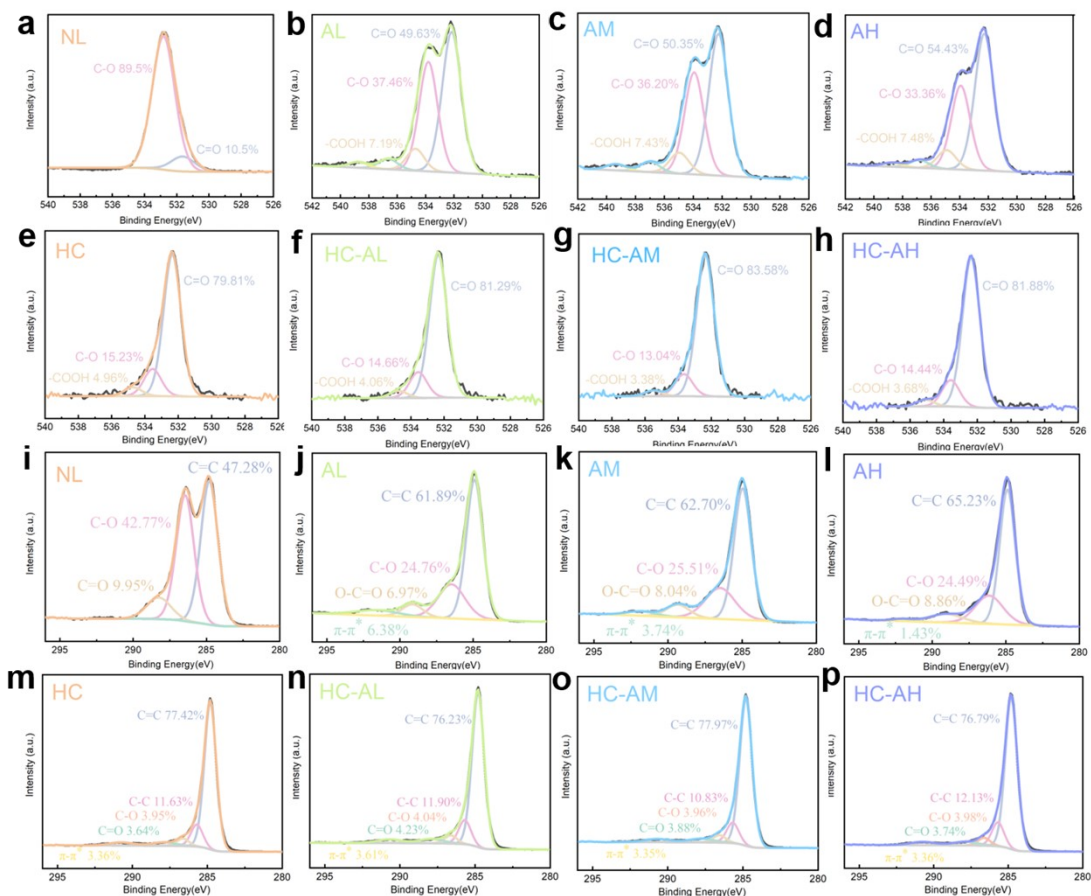 a
NL
C-O 89.5%
C=O 10.5%
Intensity (a.u.)
540 538 536 534 532 530 528 526
Binding Energy(eV)
b
AL
C=O 49.63%
C-O 37.46%
-COOH 7.19%
Intensity (a.u.)
542 540 538 536 534 532 530 528 526
Binding Energy(eV)
c
AM
C=O 50.35%
C-O 36.20%
-COOH 7.43%
Intensity (a.u.)
542 540 538 536 534 532 530 528 526
Binding Energy(eV)
d
AH
C=O 54.43%
C-O 33.36%
-COOH 7.48%
Intensity (a.u.)
542 540 538 536 534 532 530 528 526
Binding Energy(eV)
e
HC
C=O 79.81%
C-O 15.23%
-COOH 4.96%
Intensity (a.u.)
540 538 536 534 532 530 528 526
Binding Energy(eV)
f
HC-AL
C=O 81.29%
C-O 14.66%
-COOH 4.06%
Intensity (a.u.)
540 538 536 534 532 530 528 526
Binding Energy(eV)
g
HC-AM
C=O 83.58%
C-O 13.04%
-COOH 3.38%
Intensity (a.u.)
540 538 536 534 532 530 528 526
Binding Energy(eV)
h
HC-AH
C=O 81.88%
C-O 14.44%
-COOH 3.68%
Intensity (a.u.)
540 538 536 534 532 530 528 526
Binding Energy(eV)
i
NL
C=C 47.28%
C-O 42.77%
C=O 9.95%
Intensity (a.u.)
295 290 285 280
Binding Energy(eV)
j
AL
C=C 61.89%
C-O 24.76%
O-C=O 6.97%
π-π* 6.38%
Intensity (a.u.)
295 290 285 280
Binding Energy(eV)
k
AM
C=C 62.70%
C-O 25.51%
O-C=O 8.04%
π-π* 3.74%
Intensity (a.u.)
295 290 285 280
Binding Energy(eV)
l
AH
C=C 65.23%
C-O 24.49%
O-C=O 8.86%
π-π* 1.43%
Intensity (a.u.)
295 290 285 280
Binding Energy(eV)
m
HC
C=C 77.42%
C-C 11.63%
C-O 3.95%
C=O 3.64%
π-π* 3.36%
Intensity (a.u.)
295 290 285 280
Binding Energy(eV)
n
HC-AL
C=C 76.23%
C-C 11.90%
C-O 4.04%
C=O 4.23%
π-π* 3.61%
Intensity (a.u.)
295 290 285 280
Binding Energy(eV)
o
HC-AM
C=C 77.97%
C-C 10.83%
C-O 3.96%
C=O 3.88%
π-π* 3.35%
Intensity (a.u.)
295 290 285 280
Binding Energy(eV)
p
HC-AH
C=C 76.79%
C-C 12.13%
C-O 3.98%
C=O 3.74%
π-π* 3.36%
Intensity (a.u.)
295 290 285 280
Binding Energy(eV)